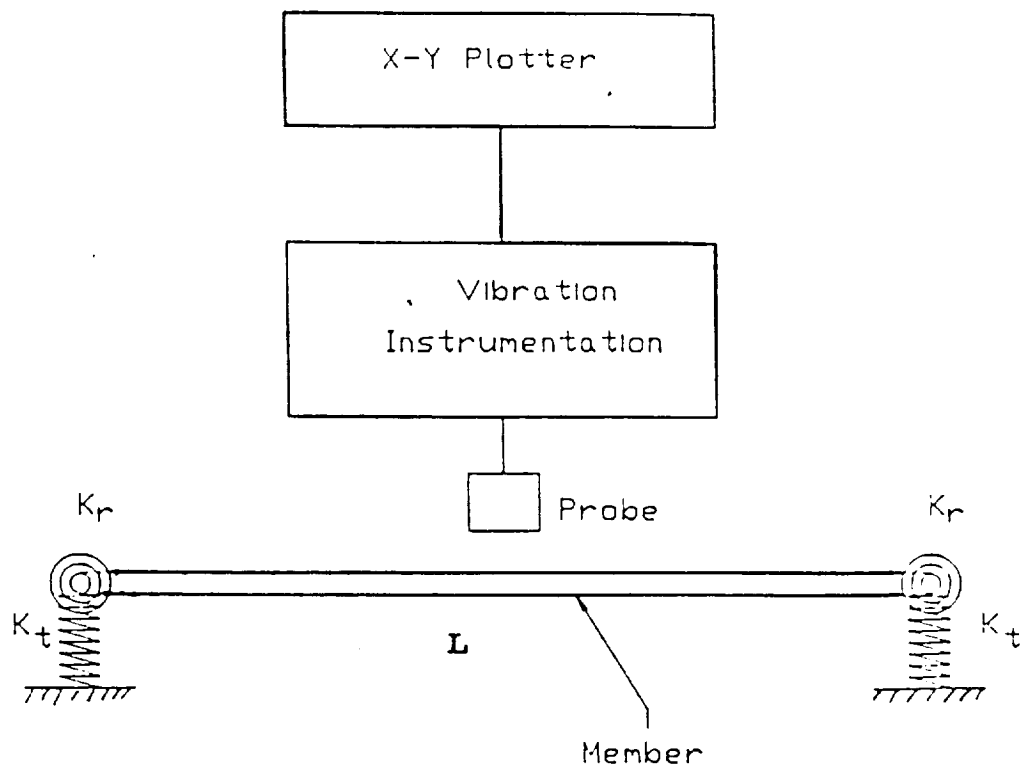 X-Y Plotter
Vibration
Instrumentation
Probe
Kr
Kr
Kt
Kt
L
Member